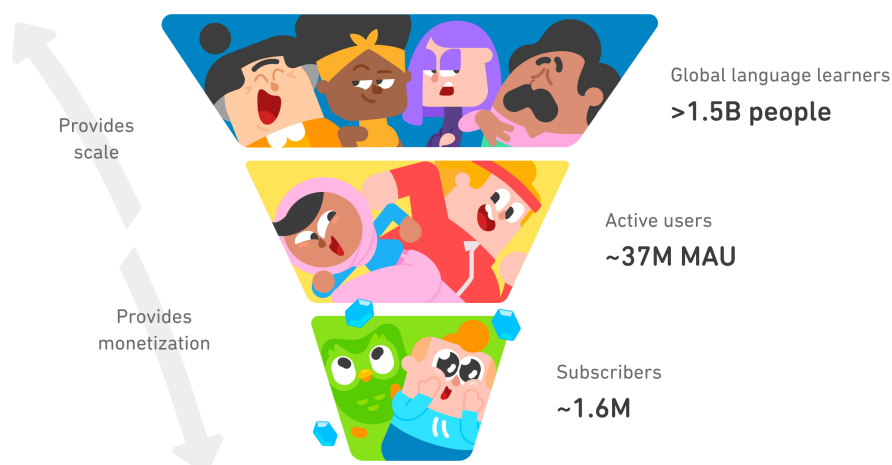 Global language learners
>1.5B people
Provides
scale
Active users
~37M MAU
Provides
monetization
Subscribers
~1.6M